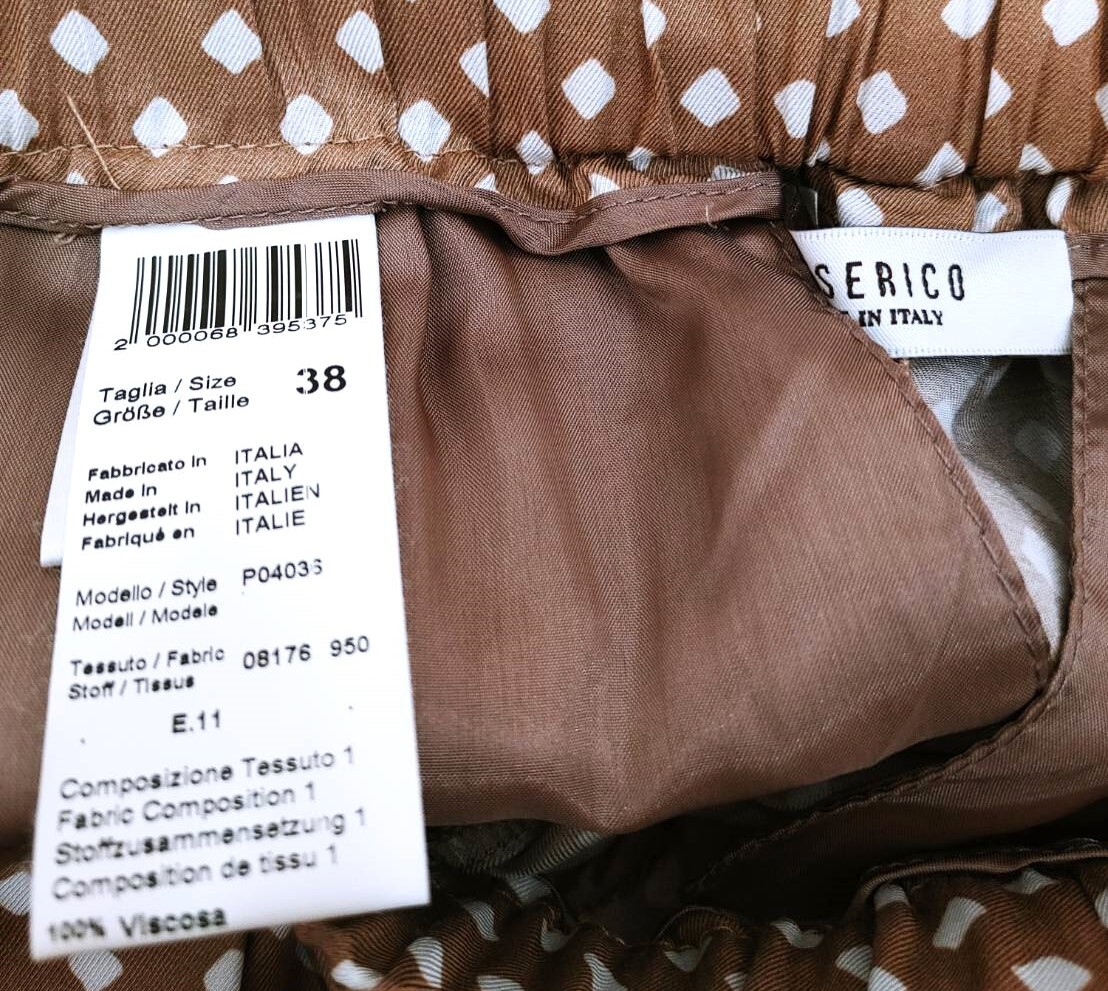 2 000068 395375
Taglia / Size 38
Größe / Taille
Fabbricato in ITALIA
Made in ITALY
Hergestelt in ITALIEN
Fabriqué en ITALIE
Modello / Style P04036
Modell / Modele
Tessuto / Fabric 08176 950
Stoff / Tissus
E.11
Composizione Tessuto 1
Fabric Composition 1
Stoffzusammensetzung 1
Composition de tissu 1
100% Viscosa
SERICO
IN ITALY